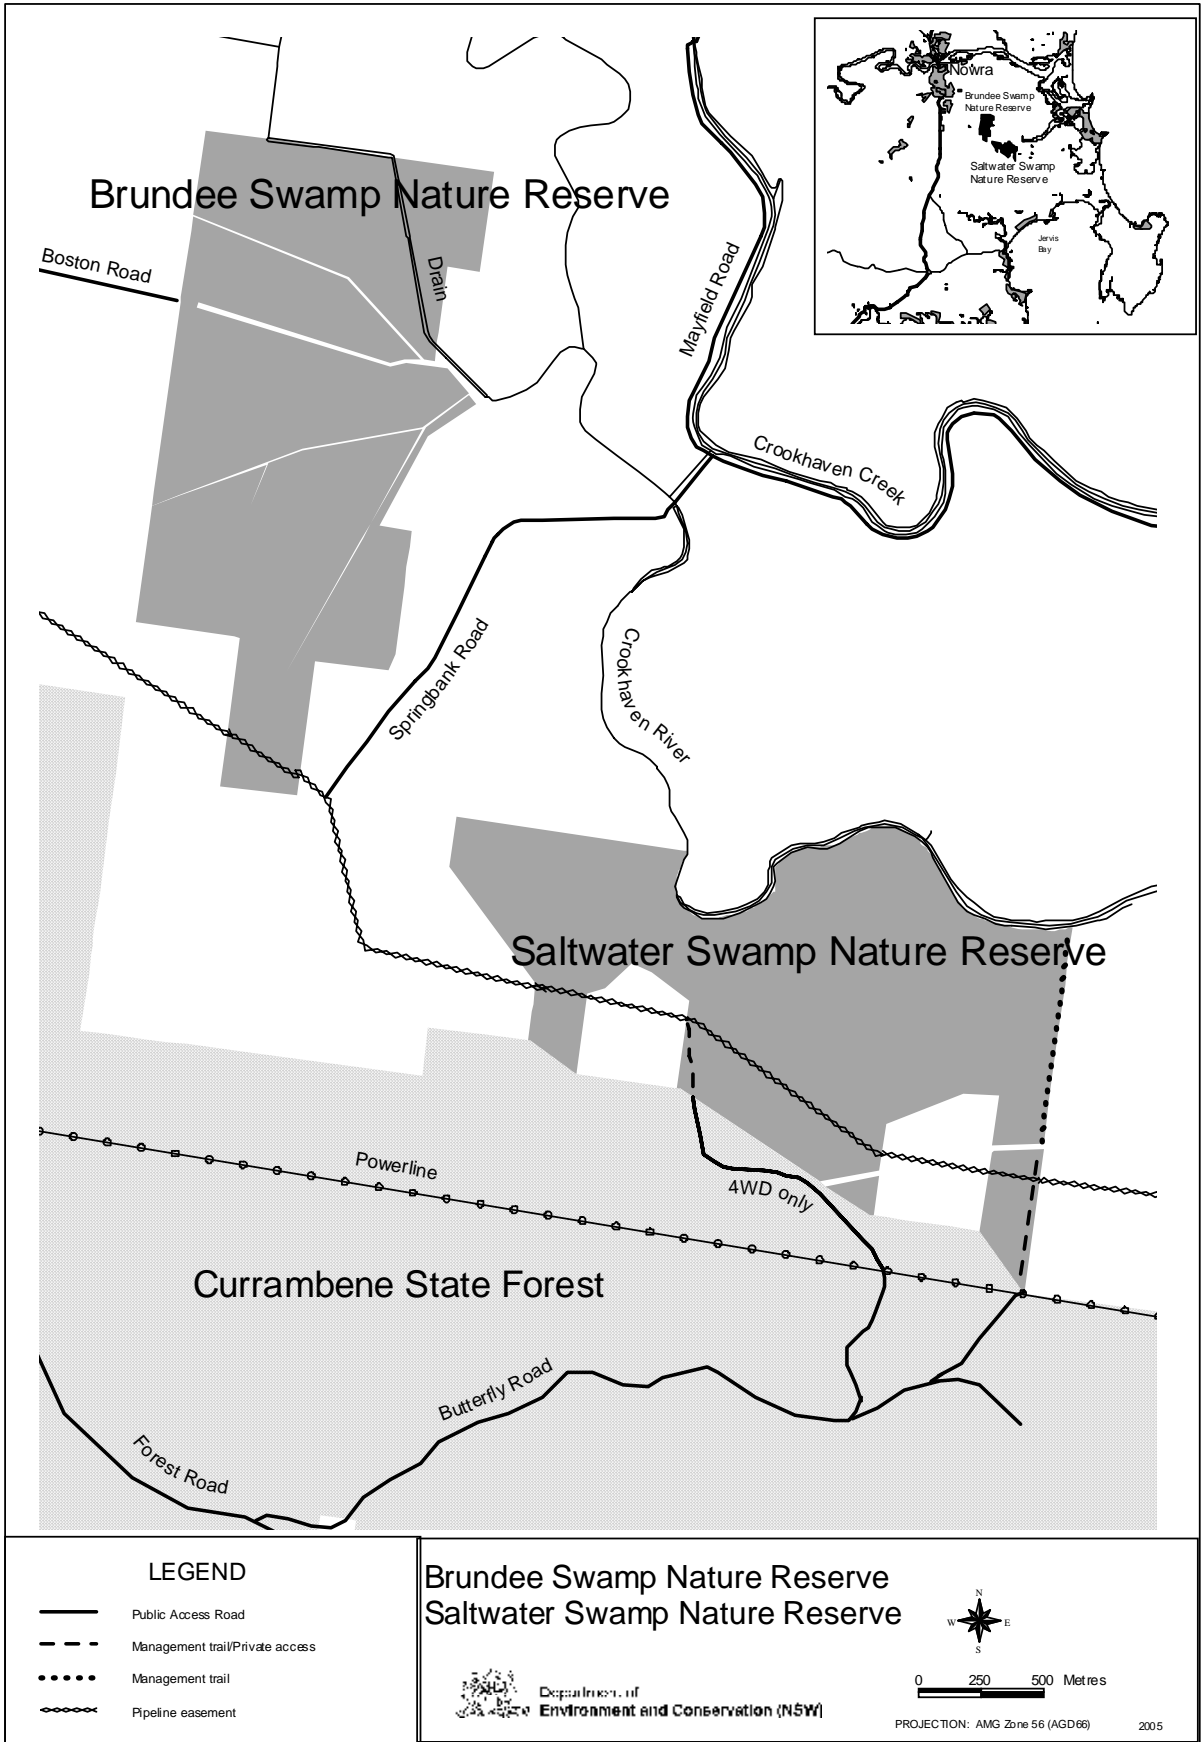 Nowra
Brundee Swamp
Nature Reserve
Saltwater Swamp
Nature Reserve
Jervis
Bay
Brundee Swamp Nature Reserve
Boston Road
Drain
Mayfield Road
Crookhaven Creek
Springbank Road
Crookhaven River
Saltwater Swamp Nature Reserve
Powerline
4WD only
Currambene State Forest
Butterfly Road
Forest Road
LEGEND
Public Access Road
Management trail/Private access
Management trail
Pipeline easement
Brundee Swamp Nature Reserve
Saltwater Swamp Nature Reserve
N
W E
S
Department of
Environment and Conservation (NSW)
0 250 500 Metres
PROJECTION: AMG Zone 56 (AGD66)
2005